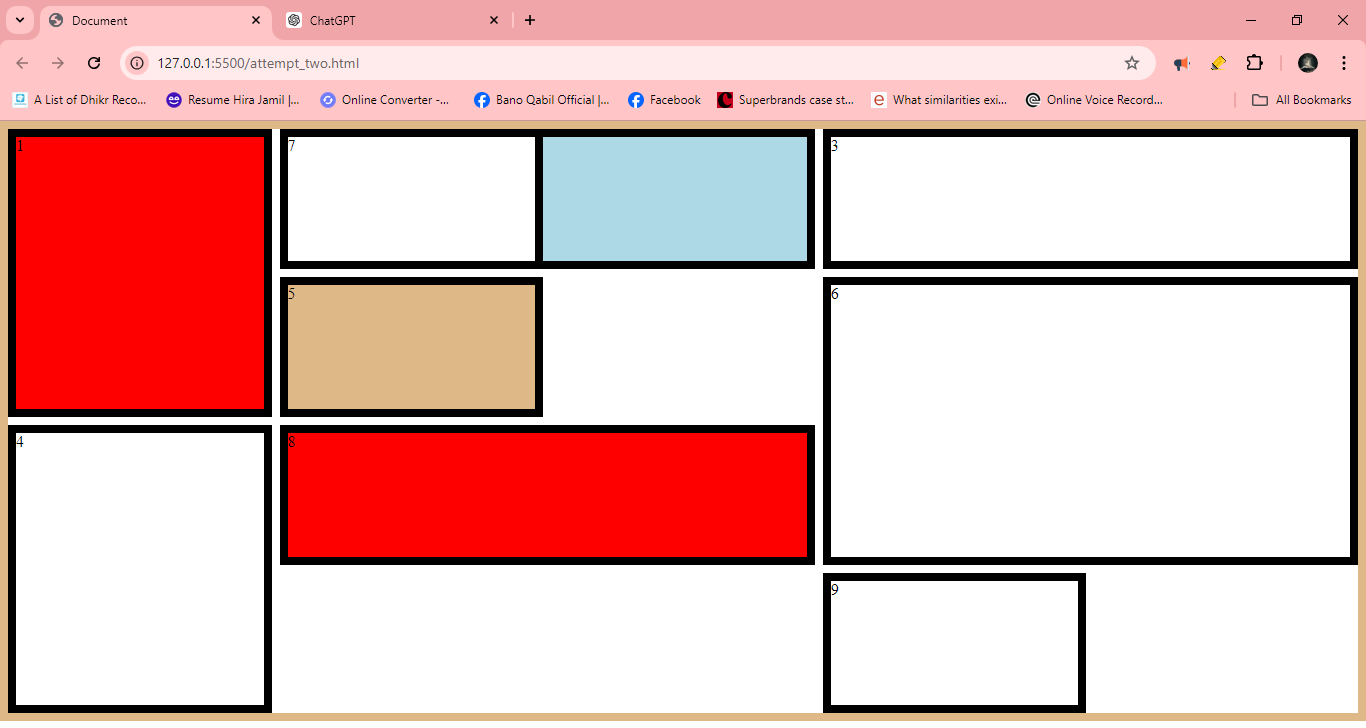 Document
ChatGPT
127.0.0.1:5500/attempt_two.html
A List of Dhikr Reco...
Resume Hira Jamil |...
Online Converter -...
Bano Qabil Official |...
Facebook
Superbrands case st...
What similarities exi...
Online Voice Record...
All Bookmarks
1
7
3
5
6
4
8
9